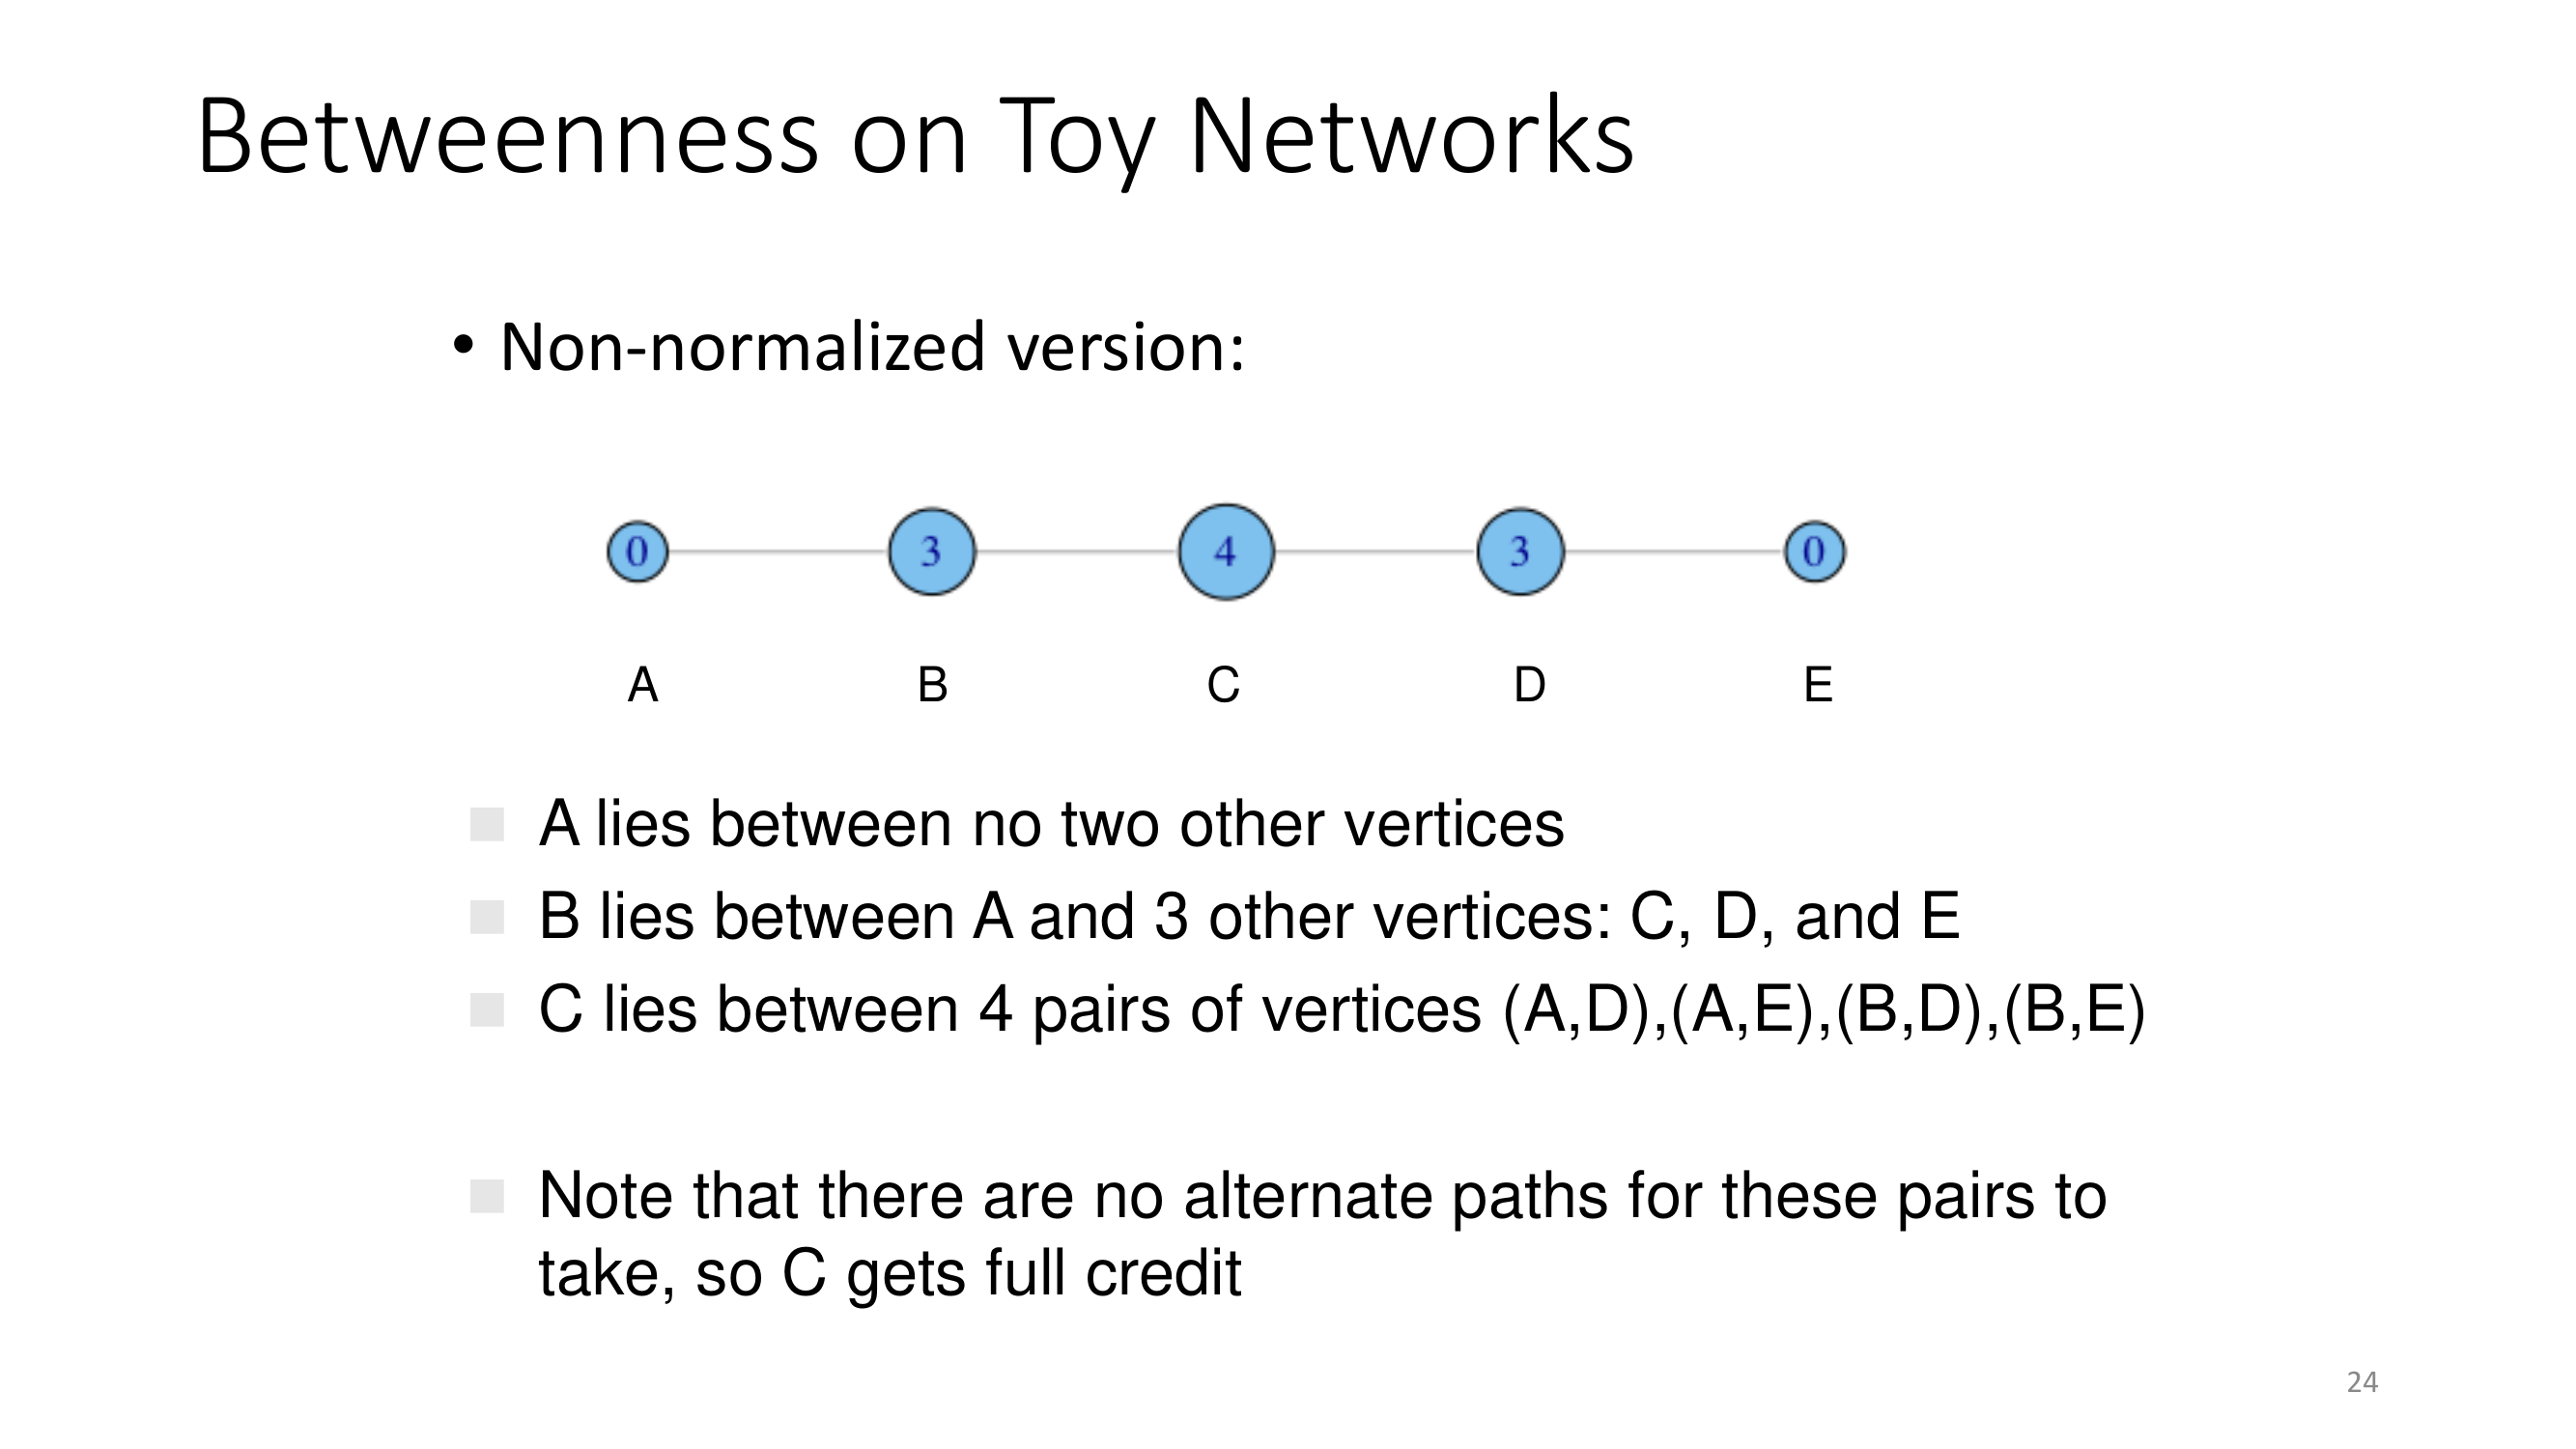 Betweenness on Toy Networks
• Non-normalized version:
0 3 4 3 0
A B C D E
A lies between no two other vertices
B lies between A and 3 other vertices: C, D, and E
C lies between 4 pairs of vertices (A,D),(A,E),(B,D),(B,E)
Note that there are no alternate paths for these pairs to
take, so C gets full credit
24